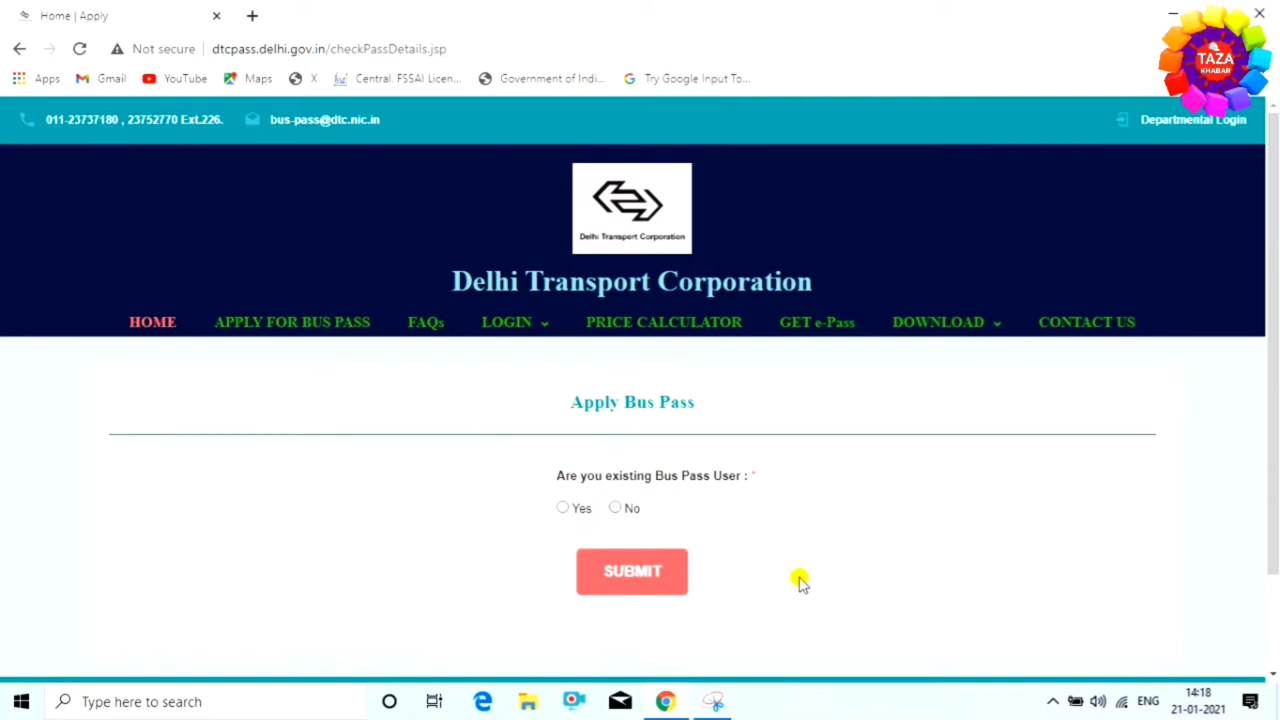 Home | Apply
TAZA
KHABAR
Not secure
dtcpass.delhi.gov.in/checkPassDetails.jsp
Apps
Gmail
YouTube
Maps
X
Central. FSSAI Licen...
Government of Indi...
Try Google Input To...
011-23737180 , 23752770 Ext.226.
bus-pass@dtc.nic.in
Departmental Login
Delhi Transport Corporation
Delhi Transport Corporation
HOME
APPLY FOR BUS PASS
FAQs
LOGIN
PRICE CALCULATOR
GET e-Pass
DOWNLOAD
CONTACT US
Apply Bus Pass
Are you existing Bus Pass User : *
Yes
No
SUBMIT
Type here to search
ENG
14:18
21-01-2021